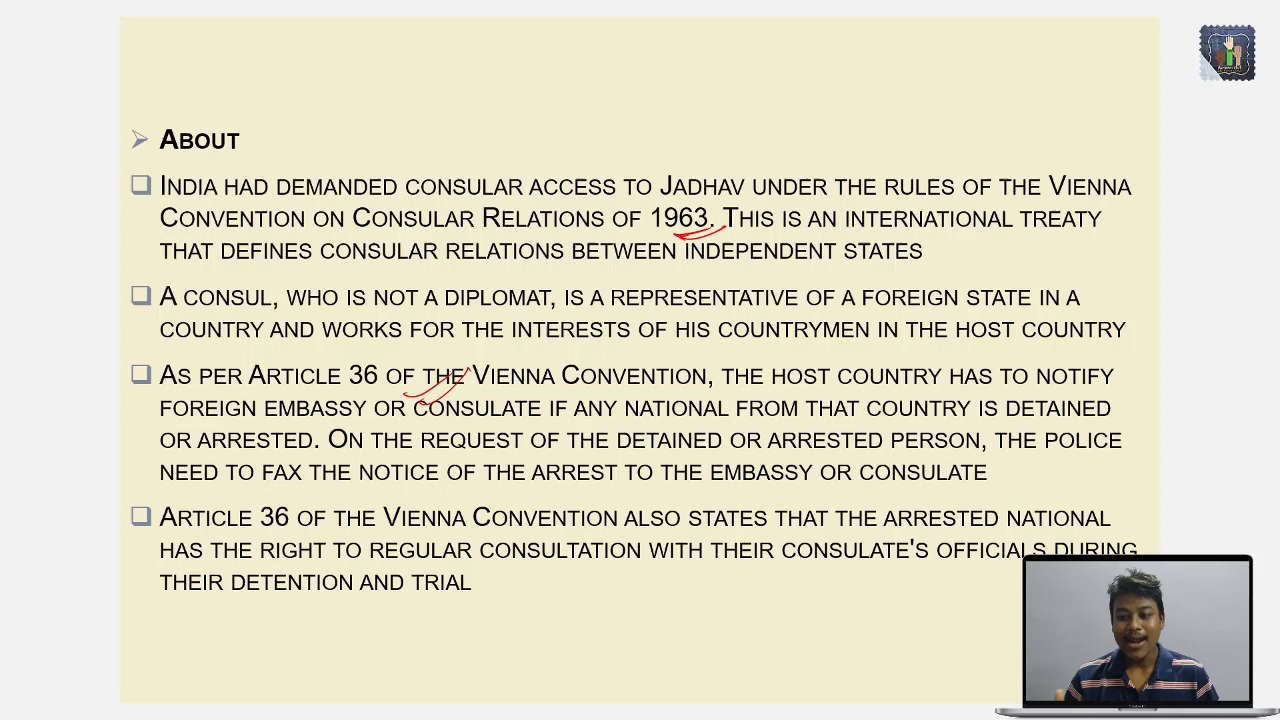 ABOUT
INDIA HAD DEMANDED CONSULAR ACCESS TO JADHAV UNDER THE RULES OF THE VIENNA
CONVENTION ON CONSULAR RELATIONS OF 1963. THIS IS AN INTERNATIONAL TREATY
THAT DEFINES CONSULAR RELATIONS BETWEEN INDEPENDENT STATES
A CONSUL, WHO IS NOT A DIPLOMAT, IS A REPRESENTATIVE OF A FOREIGN STATE IN A
COUNTRY AND WORKS FOR THE INTERESTS OF HIS COUNTRYMEN IN THE HOST COUNTRY
AS PER ARTICLE 36 OF THE VIENNA CONVENTION, THE HOST COUNTRY HAS TO NOTIFY
FOREIGN EMBASSY OR CONSULATE IF ANY NATIONAL FROM THAT COUNTRY IS DETAINED
OR ARRESTED. ON THE REQUEST OF THE DETAINED OR ARRESTED PERSON, THE POLICE
NEED TO FAX THE NOTICE OF THE ARREST TO THE EMBASSY OR CONSULATE
ARTICLE 36 OF THE VIENNA CONVENTION ALSO STATES THAT THE ARRESTED NATIONAL
HAS THE RIGHT TO REGULAR CONSULTATION WITH THEIR CONSULATE'S OFFICIALS DURING
THEIR DETENTION AND TRIAL